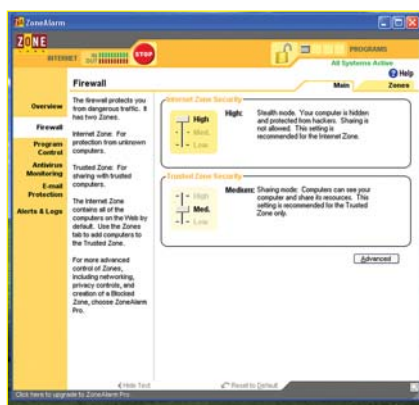 ZoneAlarm
ZONE
INTERNET
IN
OUT
STOP
PROGRAMS
All Systems Active
Help
Firewall
Main
Zones
Overview
Firewall
Program
Control
Antivirus
Monitoring
E-mail
Protection
Alerts & Logs
The firewall protects you
from dangerous traffic. It
has two Zones.
Internet Zone: For
protection from unknown
computers.
Trusted Zone: For
sharing with trusted
computers.
The Internet Zone
contains all of the
computers on the Web by
default. Use the Zones
tab to add computers to
the Trusted Zone.
For more advanced
control of Zones,
including networking,
privacy controls, and
creation of a Blocked
Zone, choose ZoneAlarm
Pro.
Internet Zone Security
High
Med.
Low
High: Stealth mode. Your computer is hidden
and protected from hackers. Sharing is
not allowed. This setting is
recommended for the Internet Zone.
Trusted Zone Security
High
Med.
Low
Medium: Sharing mode: Computers can see your
computer and share its resources. This
setting is recommended for the Trusted
Zone only.
Advanced
Hide Text
Reset to Default
Click here to upgrade to ZoneAlarm Pro.